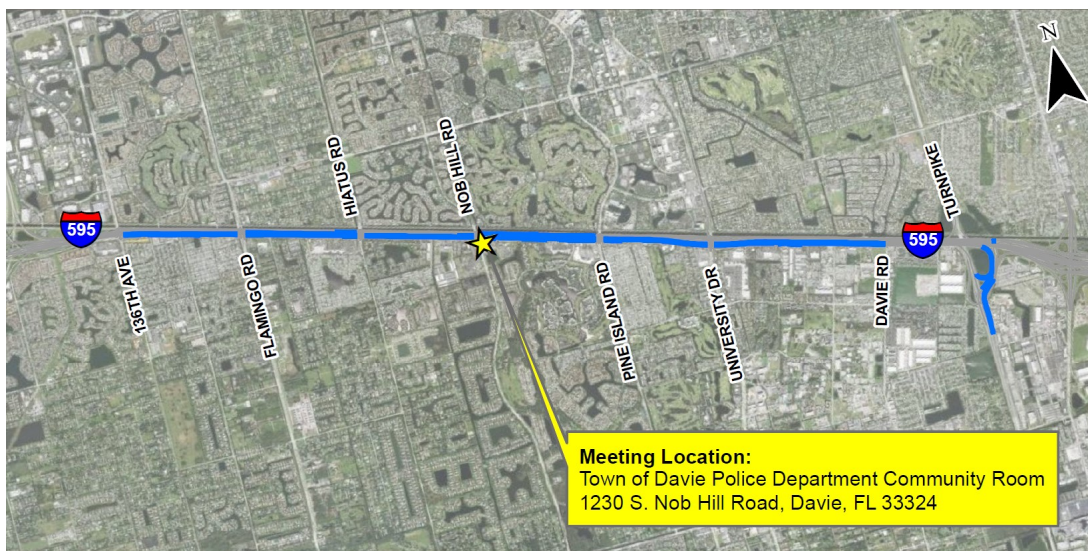 N
HIATUS RD
NOB HILL RD
TURNPIKE
595
595
136TH AVE
FLAMINGO RD
PINE ISLAND RD
UNIVERSITY DR
DAVIE RD
Meeting Location:
Town of Davie Police Department Community Room
1230 S. Nob Hill Road, Davie, FL 33324